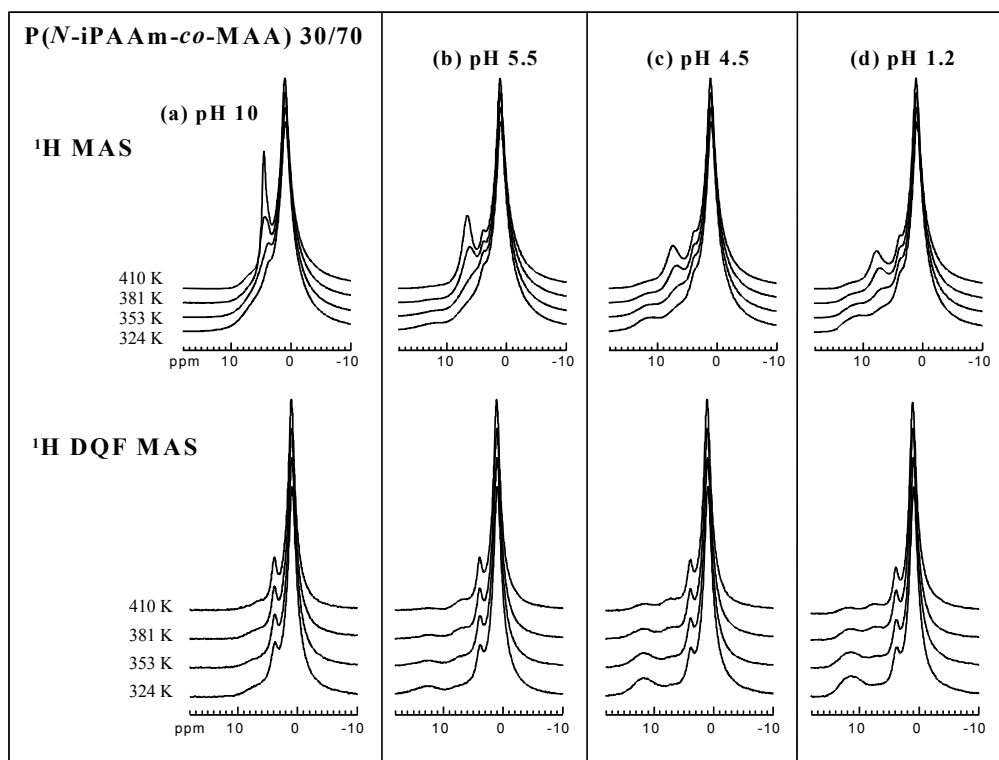 P(N-iPAAm-co-MAA) 30/70
(a) pH 10
(b) pH 5.5
(c) pH 4.5
(d) pH 1.2
¹H MAS
410 K
381 K
353 K
324 K
ppm 10 0 -10
10 0 -10
10 0 -10
10 0 -10
¹H DQF MAS
410 K
381 K
353 K
324 K
ppm 10 0 -10
10 0 -10
10 0 -10
10 0 -10